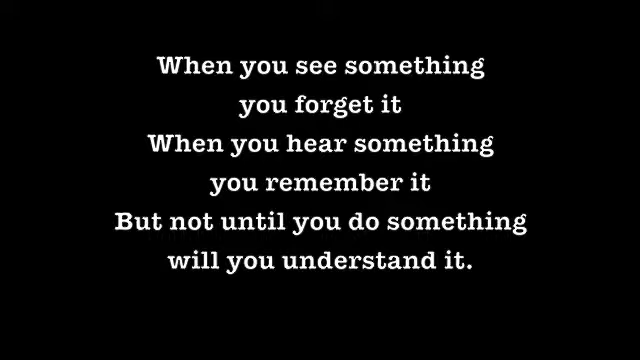 When you see something
you forget it
When you hear something
you remember it
But not until you do something
will you understand it.